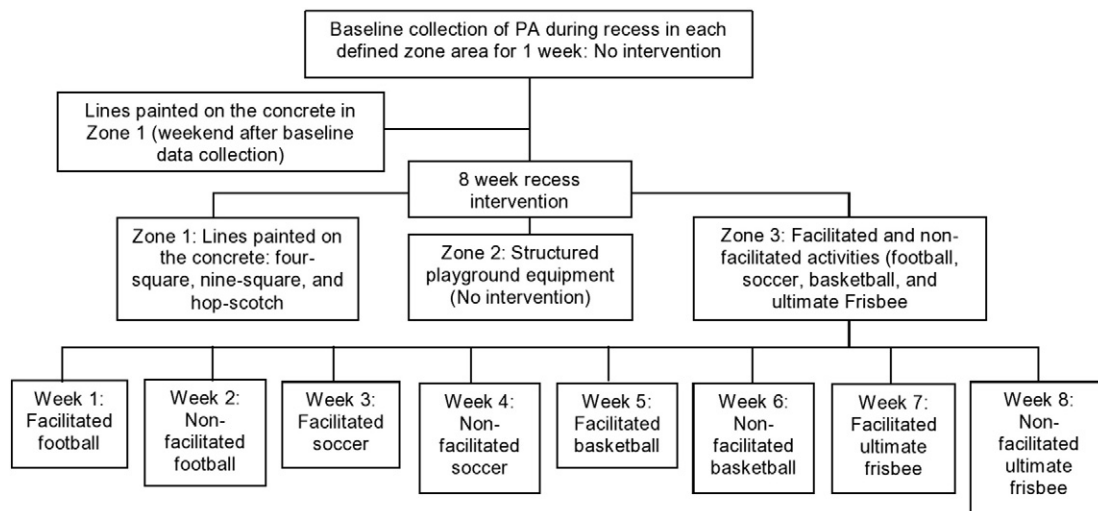 Baseline collection of PA during recess in each
defined zone area for 1 week: No intervention
Lines painted on the concrete in
Zone 1 (weekend after baseline
data collection)
8 week recess
intervention
Zone 1: Lines painted on
the concrete: four-
square, nine-square, and
hop-scotch
Zone 2: Structured
playground equipment
(No intervention)
Zone 3: Facilitated and non-
facilitated activities (football,
soccer, basketball, and
ultimate Frisbee
Week 1:
Facilitated
football
Week 2:
Non-
facilitated
football
Week 3:
Facilitated
soccer
Week 4:
Non-
facilitated
soccer
Week 5:
Facilitated
basketball
Week 6:
Non-
facilitated
basketball
Week 7:
Facilitated
ultimate
frisbee
Week 8:
Non-
facilitated
ultimate
frisbee